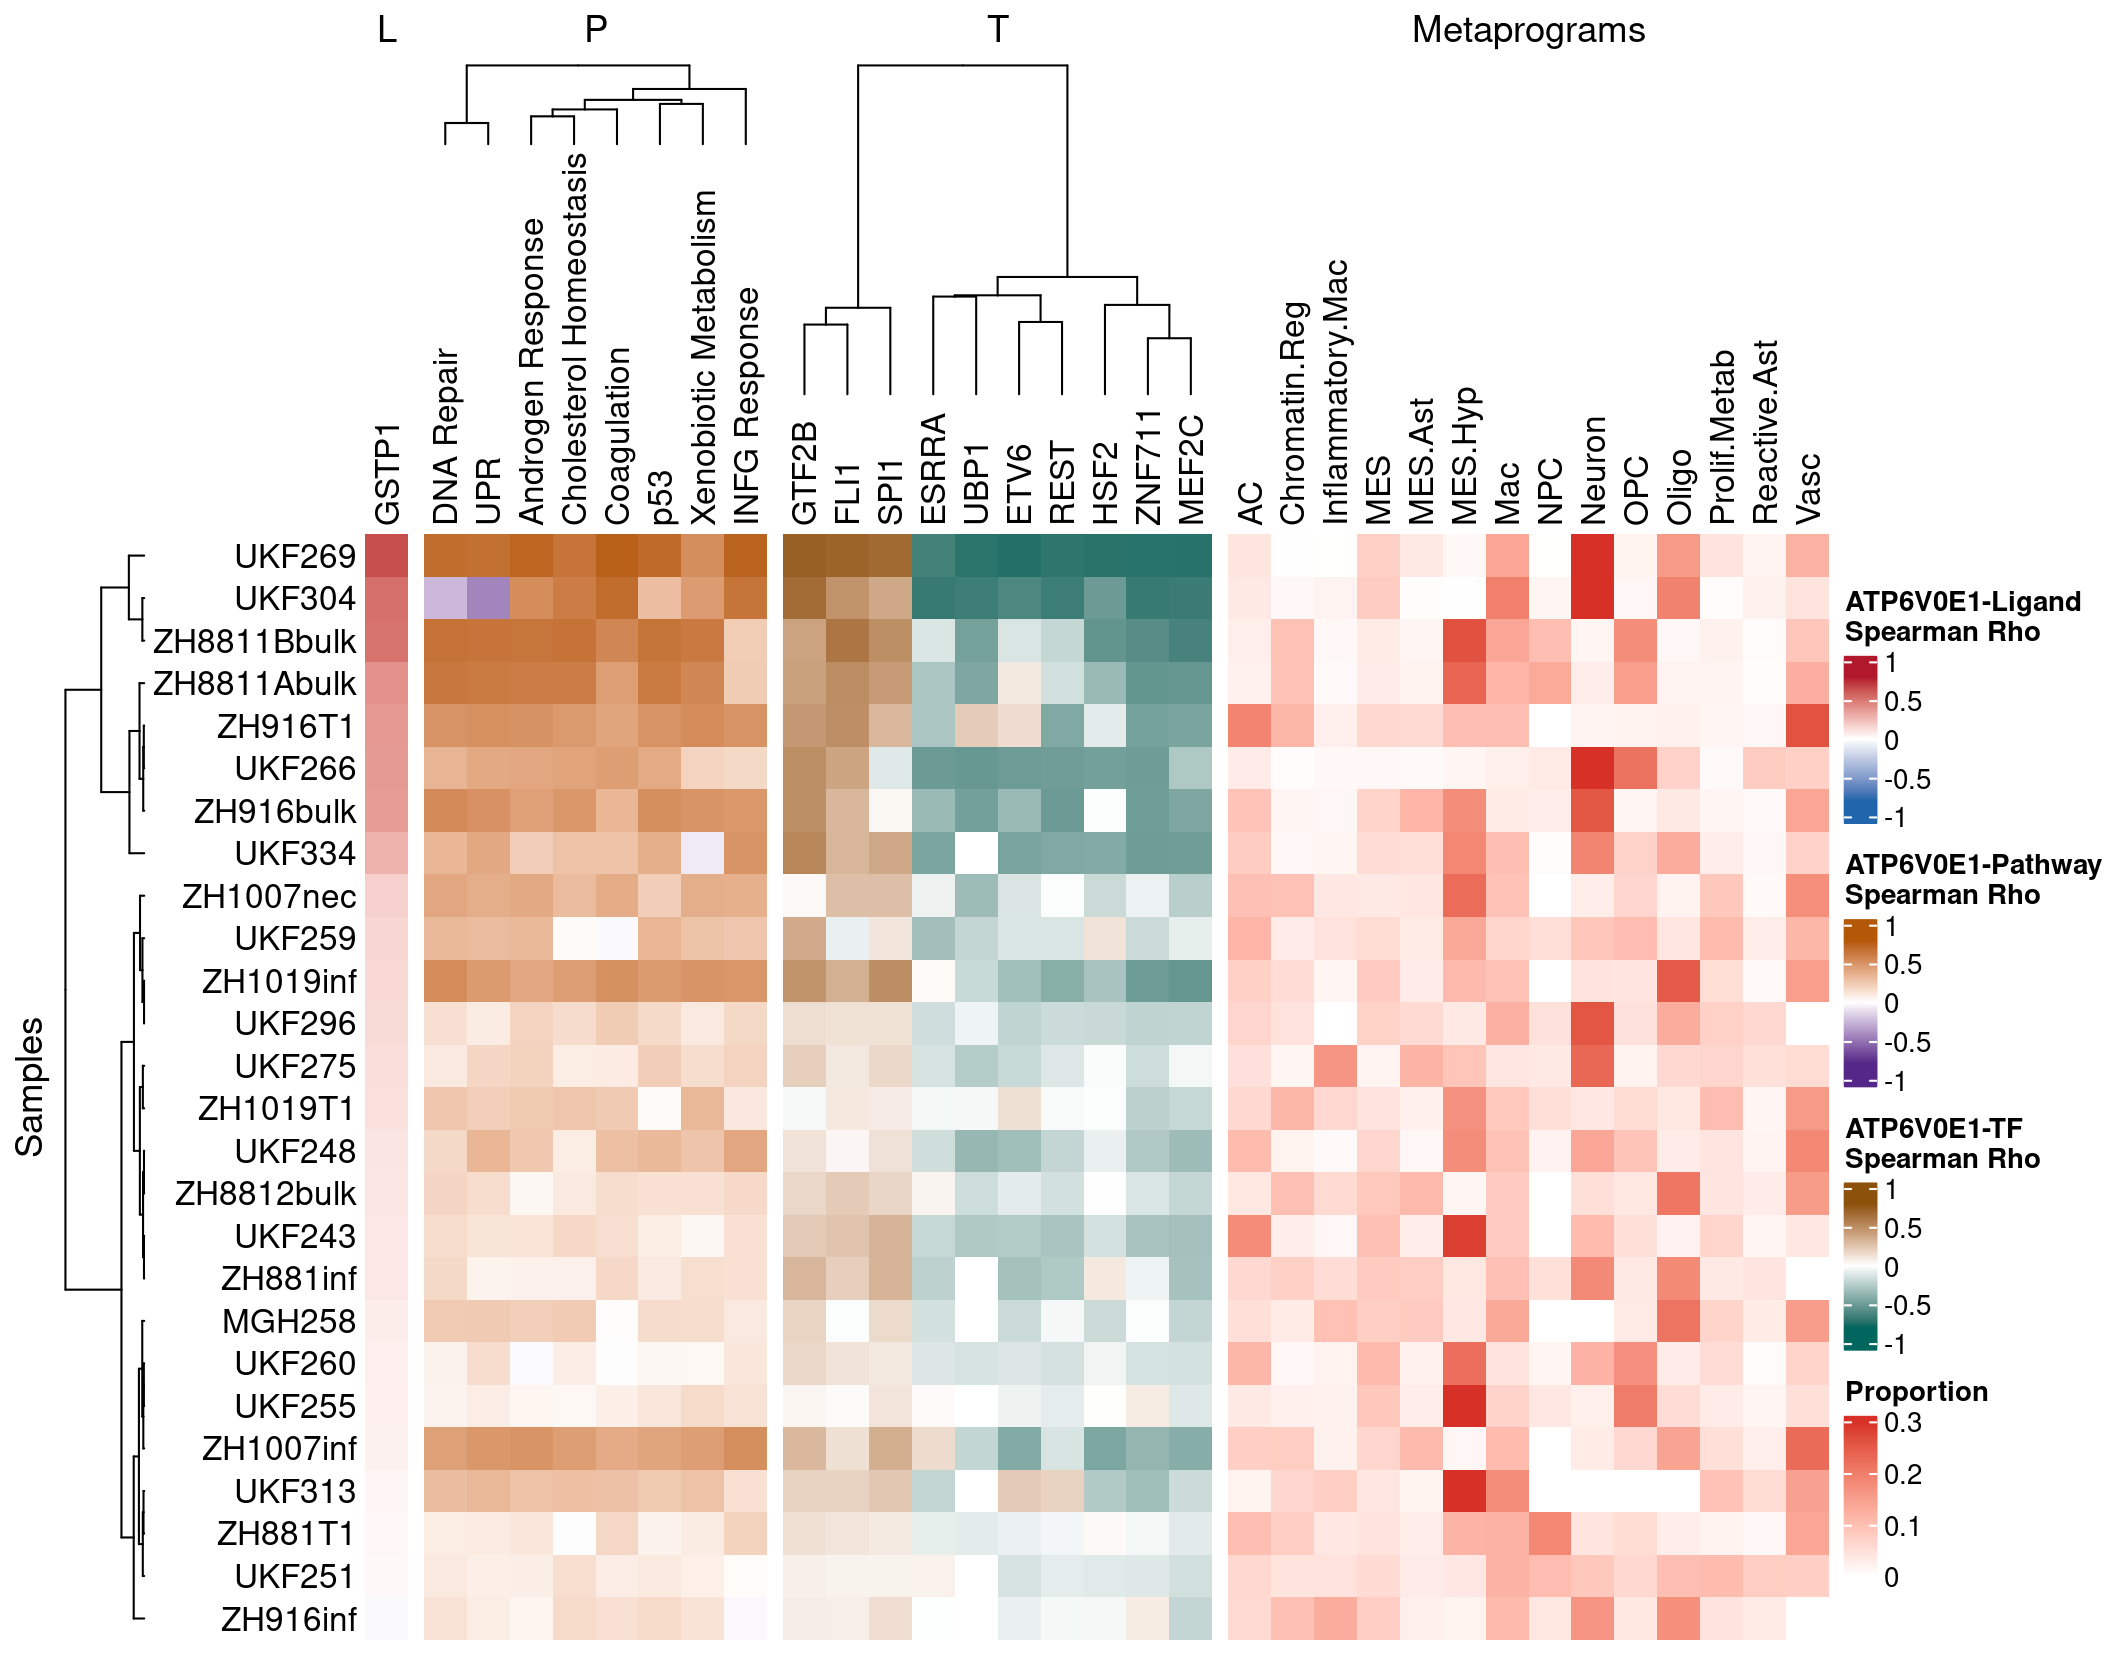 L
P
T
Metaprograms
GSTP1
DNA Repair
UPR
Androgen Response
Cholesterol Homeostasis
Coagulation
p53
Xenobiotic Metabolism
INFG Response
GTF2B
FLI1
SPI1
ESRRA
UBP1
ETV6
REST
HSF2
ZNF711
MEF2C
AC
Chromatin.Reg
Inflammatory.Mac
MES
MES.Ast
MES.Hyp
Mac
NPC
Neuron
OPC
Oligo
Prolif.Metab
Reactive.Ast
Vasc
Samples
UKF269
UKF304
ZH8811Bbulk
ZH8811Abulk
ZH916T1
UKF266
ZH916bulk
UKF334
ZH1007nec
UKF259
ZH1019inf
UKF296
UKF275
ZH1019T1
UKF248
ZH8812bulk
UKF243
ZH881inf
MGH258
UKF260
UKF255
ZH1007inf
UKF313
ZH881T1
UKF251
ZH916inf
ATP6V0E1-Ligand
Spearman Rho
1
0.5
0
-0.5
-1
ATP6V0E1-Pathway
Spearman Rho
1
0.5
0
-0.5
-1
ATP6V0E1-TF
Spearman Rho
1
0.5
0
-0.5
-1
Proportion
0.3
0.2
0.1
0